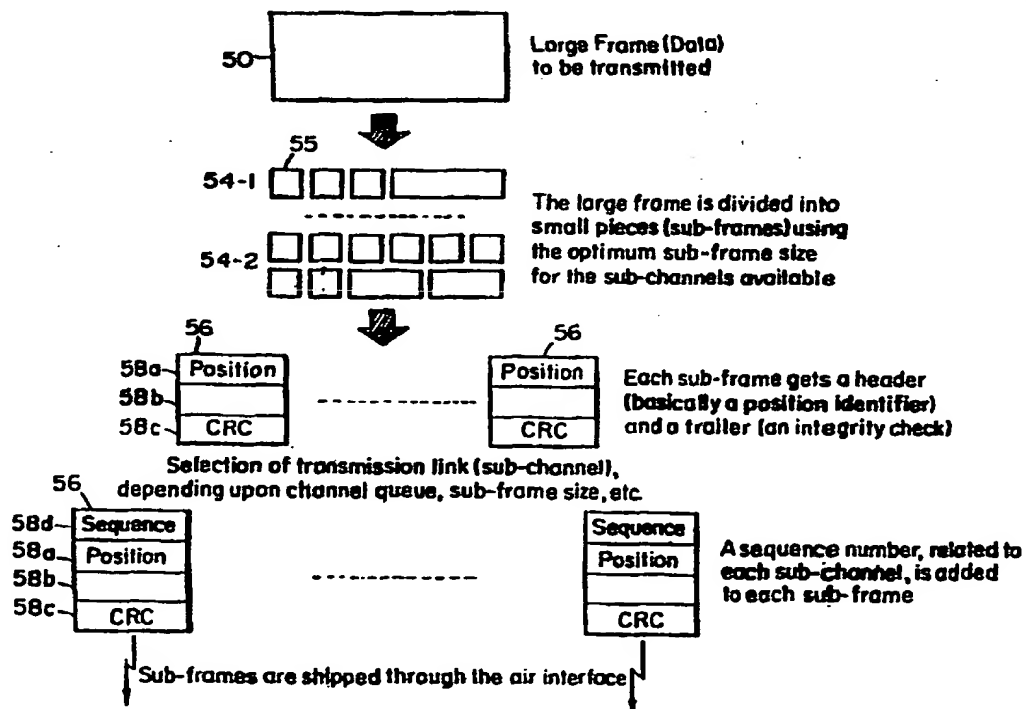 50
Large Frame (Data)
to be transmitted
55
54-1
54-2
The large frame is divided into
small pieces (sub-frames) using
the optimum sub-frame size
for the sub-channels available
56
56
58a
Position
Position
58b
58c
CRC
CRC
Each sub-frame gets a header
(basically a position identifier)
and a trailer (an integrity check)
Selection of transmission link (sub-channel),
depending upon channel queue, sub-frame size, etc.
56
58d
Sequence
Sequence
58a
Position
Position
58b
58c
CRC
CRC
A sequence number, related to
each sub-channel, is added
to each sub-frame
Sub-frames are shipped through the air interface